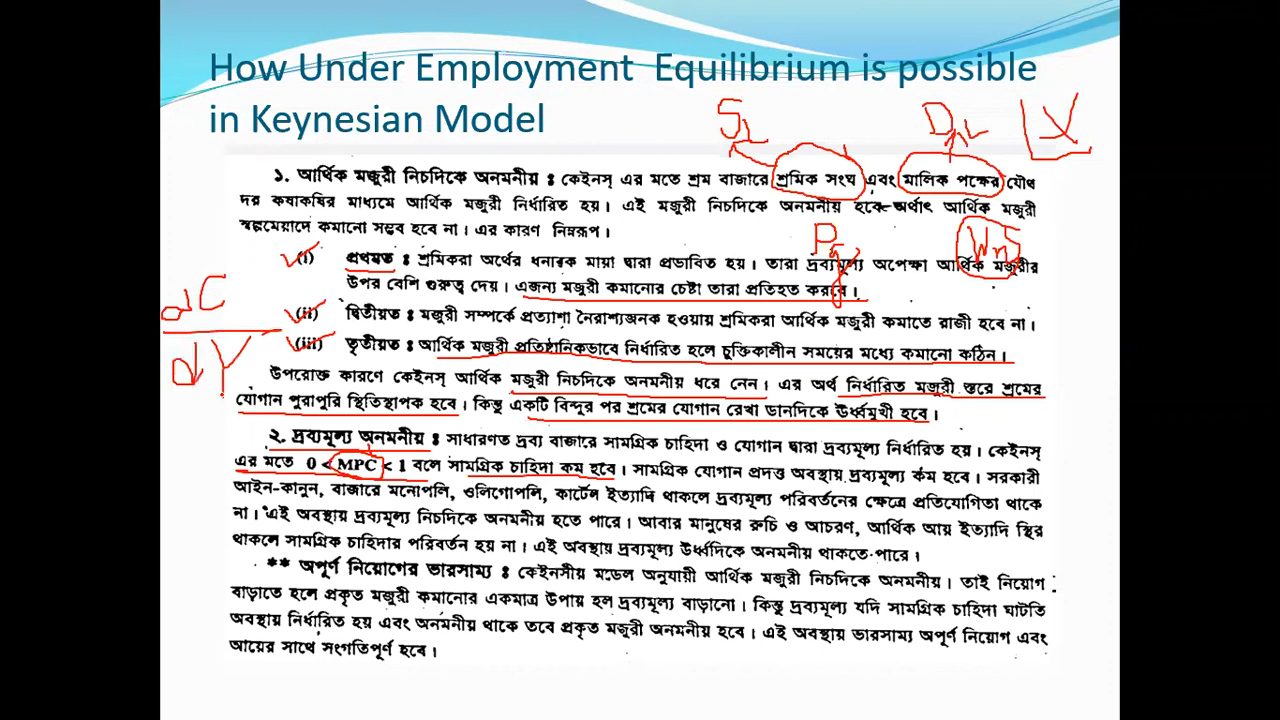 How Under Employment Equilibrium is possible
in Keynesian Model
S_L
D_L
১. আর্থিক মজুরী নিচদিকে অনমনীয় : কেইনস্ এর মতে শ্রম বাজারে শ্রমিক সংঘ এবং মালিক পক্ষের যৌথ
দর কষাকষির মাধ্যমে আর্থিক মজুরী নির্ধারিত হয়। এই মজুরী নিচদিকে অনমনীয় হবে অর্থাৎ আর্থিক মজুরী
স্বল্পমেয়াদে কমানো সম্ভব হবে না। এর কারণ নিম্নরূপ।
(i) প্রথমত : শ্রমিকরা অর্থের ধনাত্বক মায়া দ্বারা প্রভাবিত হয়। তারা দ্রব্যমূল্য অপেক্ষা আর্থিক মজুরীর
উপর বেশি গুরুত্ব দেয়। এজন্য মজুরী কমানোর চেষ্টা তারা প্রতিহত করবে।
(ii) দ্বিতীয়ত : মজুরী সম্পর্কে প্রত্যাশা নৈরাশ্যজনক হওয়ায় শ্রমিকরা আর্থিক মজুরী কমাতে রাজী হবে না।
(iii) তৃতীয়ত : আর্থিক মজুরী প্রতিষ্ঠানিকভাবে নির্ধারিত হলে চুক্তিকালীন সময়ের মধ্যে কমানো কঠিন।
dC
dY
উপরোক্ত কারণে কেইনস্ আর্থিক মজুরী নিচদিকে অনমনীয় ধরে নেন। এর অর্থ নির্ধারিত মজুরী স্তরে শ্রমের
যোগান পুরাপুরি স্থিতিস্থাপক হবে। কিন্তু একটি বিন্দুর পর শ্রমের যোগান রেখা ডানদিকে ঊর্ধ্বমুখী হবে।
২. দ্রব্যমূল্য অনমনীয় : সাধারণত দ্রব্য বাজারে সামগ্রিক চাহিদা ও যোগান দ্বারা দ্রব্যমূল্য নির্ধারিত হয়। কেইনস্
এর মতে 0 < MPC < 1 বলে সামগ্রিক চাহিদা কম হবে। সামগ্রিক যোগান প্রদত্ত অবস্থায় দ্রব্যমূল্য কম হবে। সরকারী
আইন-কানুন, বাজারে মনোপলি, ওলিগোপলি, কার্টেল ইত্যাদি থাকলে দ্রব্যমূল্য পরিবর্তনের ক্ষেত্রে প্রতিযোগিতা থাকে
না। এই অবস্থায় দ্রব্যমূল্য নিচদিকে অনমনীয় হতে পারে। আবার মানুষের রুচি ও আচরণ, আর্থিক আয় ইত্যাদি স্থির
থাকলে সামগ্রিক চাহিদার পরিবর্তন হয় না। এই অবস্থায় দ্রব্যমূল্য উর্ধ্বদিকে অনমনীয় থাকতে পারে।
** অপূর্ণ নিয়োগের ভারসাম্য : কেইনসীয় মডেল অনুযায়ী আর্থিক মজুরী নিচদিকে অনমনীয়। তাই নিয়োগ
বাড়াতে হলে প্রকৃত মজুরী কমানোর একমাত্র উপায় হল দ্রব্যমূল্য বাড়ানো। কিন্তু দ্রব্যমূল্য যদি সামগ্রিক চাহিদা ঘাটতি
অবস্থায় নির্ধারিত হয় এবং অনমনীয় থাকে তবে প্রকৃত মজুরী অনমনীয় হবে। এই অবস্থায় ভারসাম্য অপূর্ণ নিয়োগ এবং
আয়ের সাথে সংগতিপূর্ণ হবে।